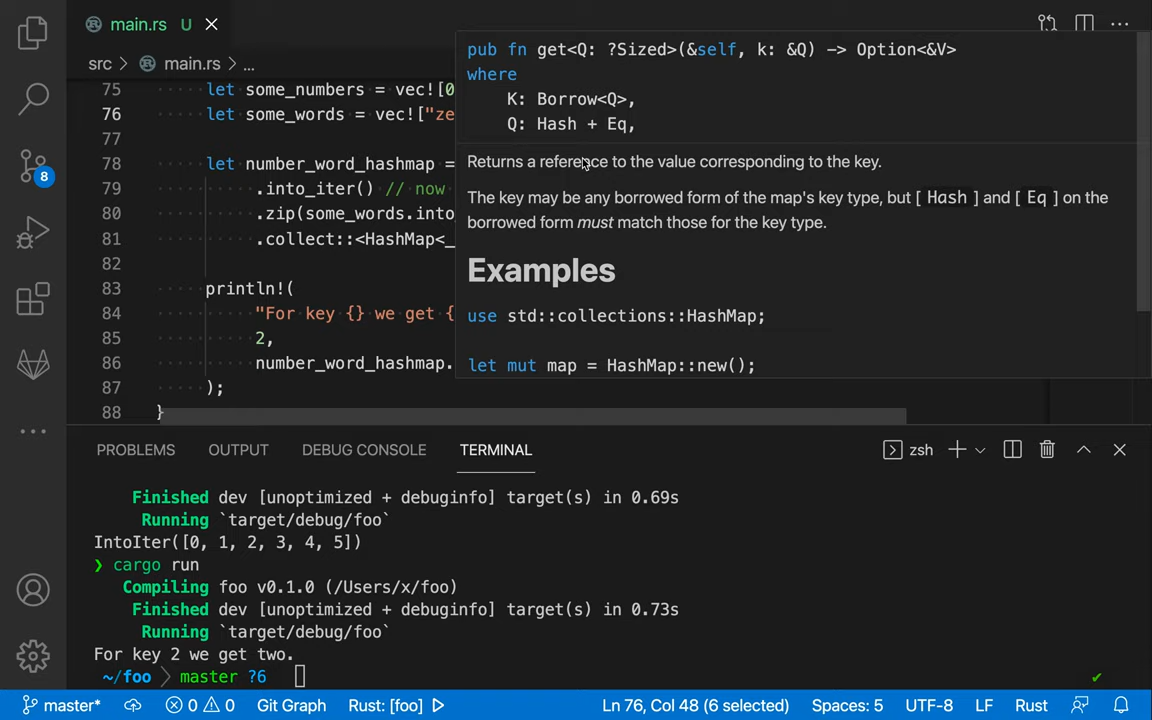 main.rs U
src > main.rs > ...
pub fn get<Q: ?Sized>(&self, k: &Q) -> Option<&V>
where
K: Borrow<Q>,
Q: Hash + Eq,
Returns a reference to the value corresponding to the key.
The key may be any borrowed form of the map's key type, but [ Hash ] and [ Eq ] on the
borrowed form must match those for the key type.
Examples
use std::collections::HashMap;
let mut map = HashMap::new();
75 let some_numbers = vec![0
76 let some_words = vec!["ze
77
78 let number_word_hashmap =
79 .into_iter() // now
80 .zip(some_words.into_
81 .collect::<HashMap<_
82
83 println!(
84 "For key {} we get {
85 2,
86 number_word_hashmap.
87 );
88 }
8
PROBLEMS OUTPUT DEBUG CONSOLE TERMINAL zsh
Finished dev [unoptimized + debuginfo] target(s) in 0.69s
Running `target/debug/foo`
IntoIter([0, 1, 2, 3, 4, 5])
❯ cargo run
Compiling foo v0.1.0 (/Users/x/foo)
Finished dev [unoptimized + debuginfo] target(s) in 0.73s
Running `target/debug/foo`
For key 2 we get two.
~/foo > master ?6 ✔
master* 0 0 Git Graph Rust: [foo] Ln 76, Col 48 (6 selected) Spaces: 5 UTF-8 LF Rust